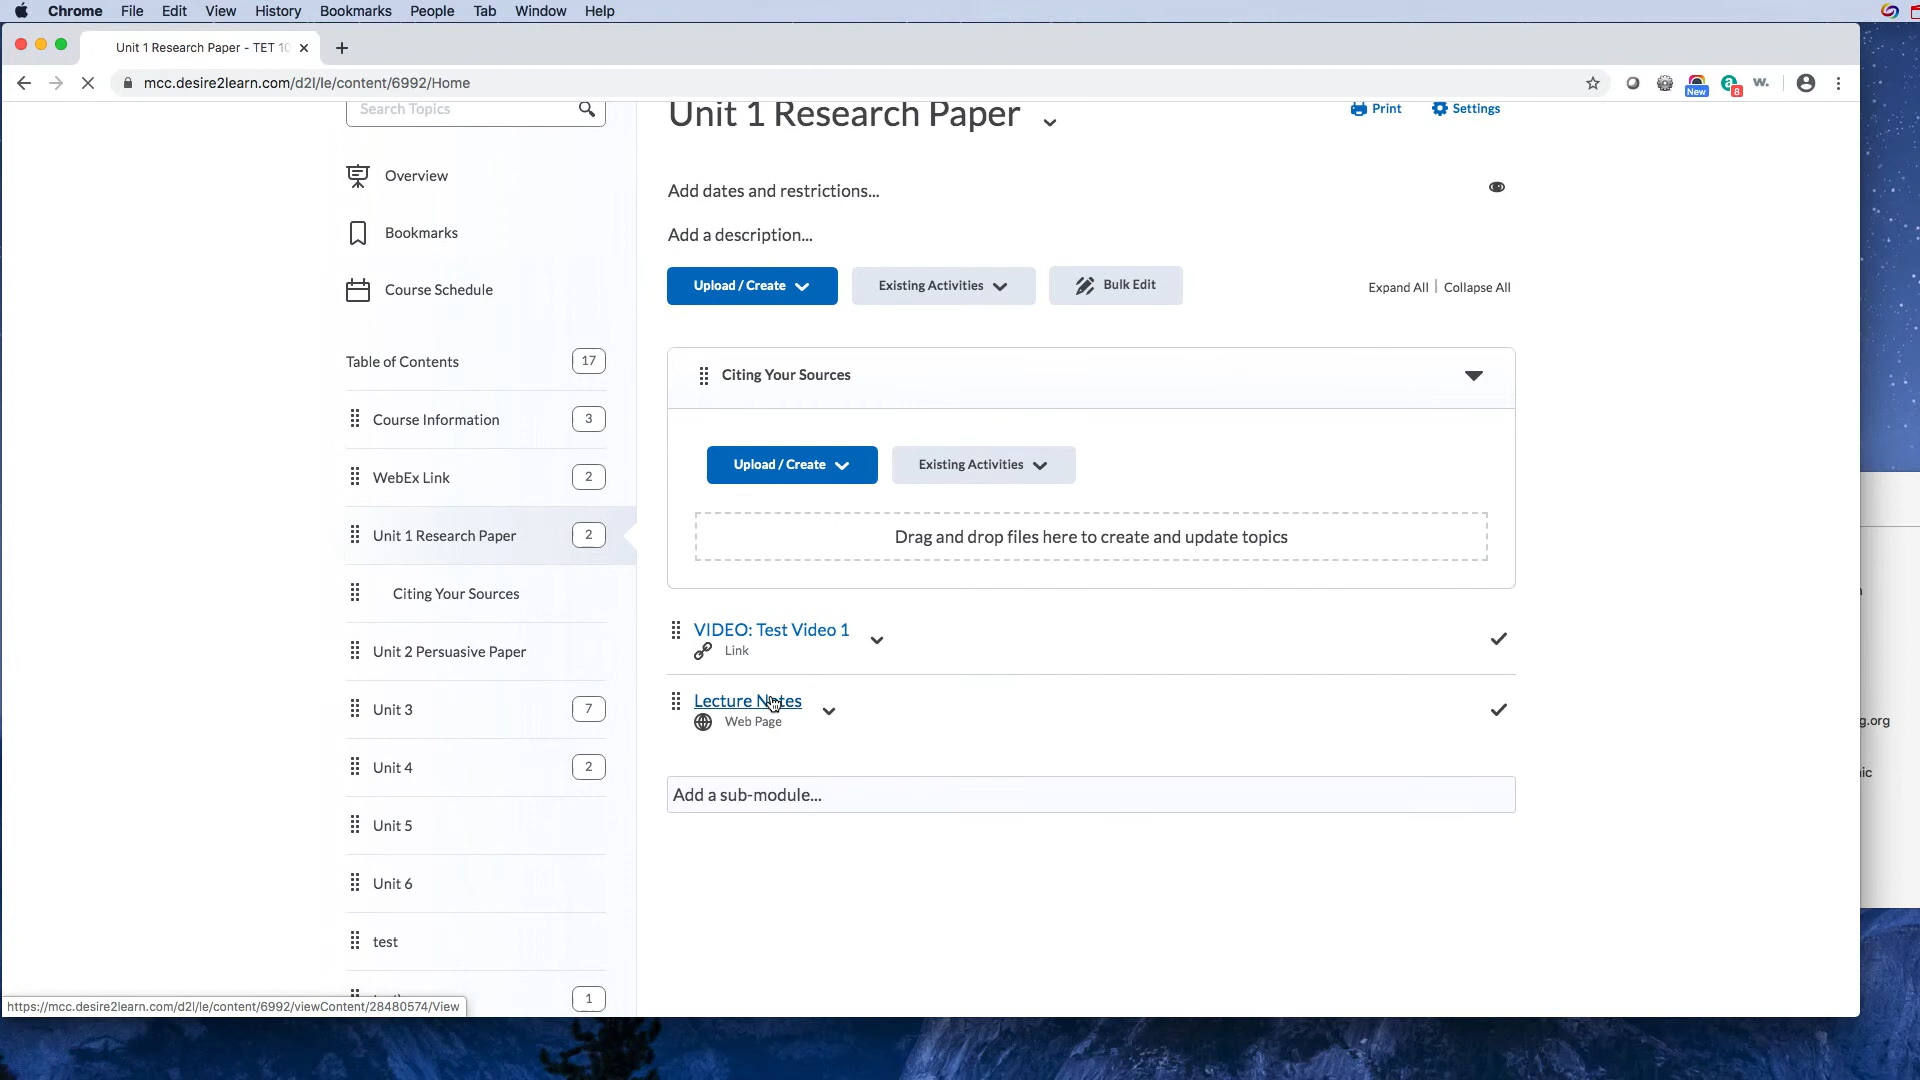 Chrome File Edit View History Bookmarks People Tab Window Help
Unit 1 Research Paper - TET 10
mcc.desire2learn.com/d2l/le/content/6992/Home
New
a
8
w.
Search Topics
Overview
Bookmarks
Course Schedule
Table of Contents 17
Course Information 3
WebEx Link 2
Unit 1 Research Paper 2
Citing Your Sources
Unit 2 Persuasive Paper
Unit 3 7
Unit 4 2
Unit 5
Unit 6
test
1
https://mcc.desire2learn.com/d2l/le/content/6992/viewContent/28480574/View
Unit 1 Research Paper
Print Settings
Add dates and restrictions...
Add a description...
Upload / Create Existing Activities Bulk Edit
Expand All | Collapse All
Citing Your Sources
Upload / Create Existing Activities
Drag and drop files here to create and update topics
VIDEO: Test Video 1
Link
Lecture Notes
Web Page
Add a sub-module...
g.org
ic